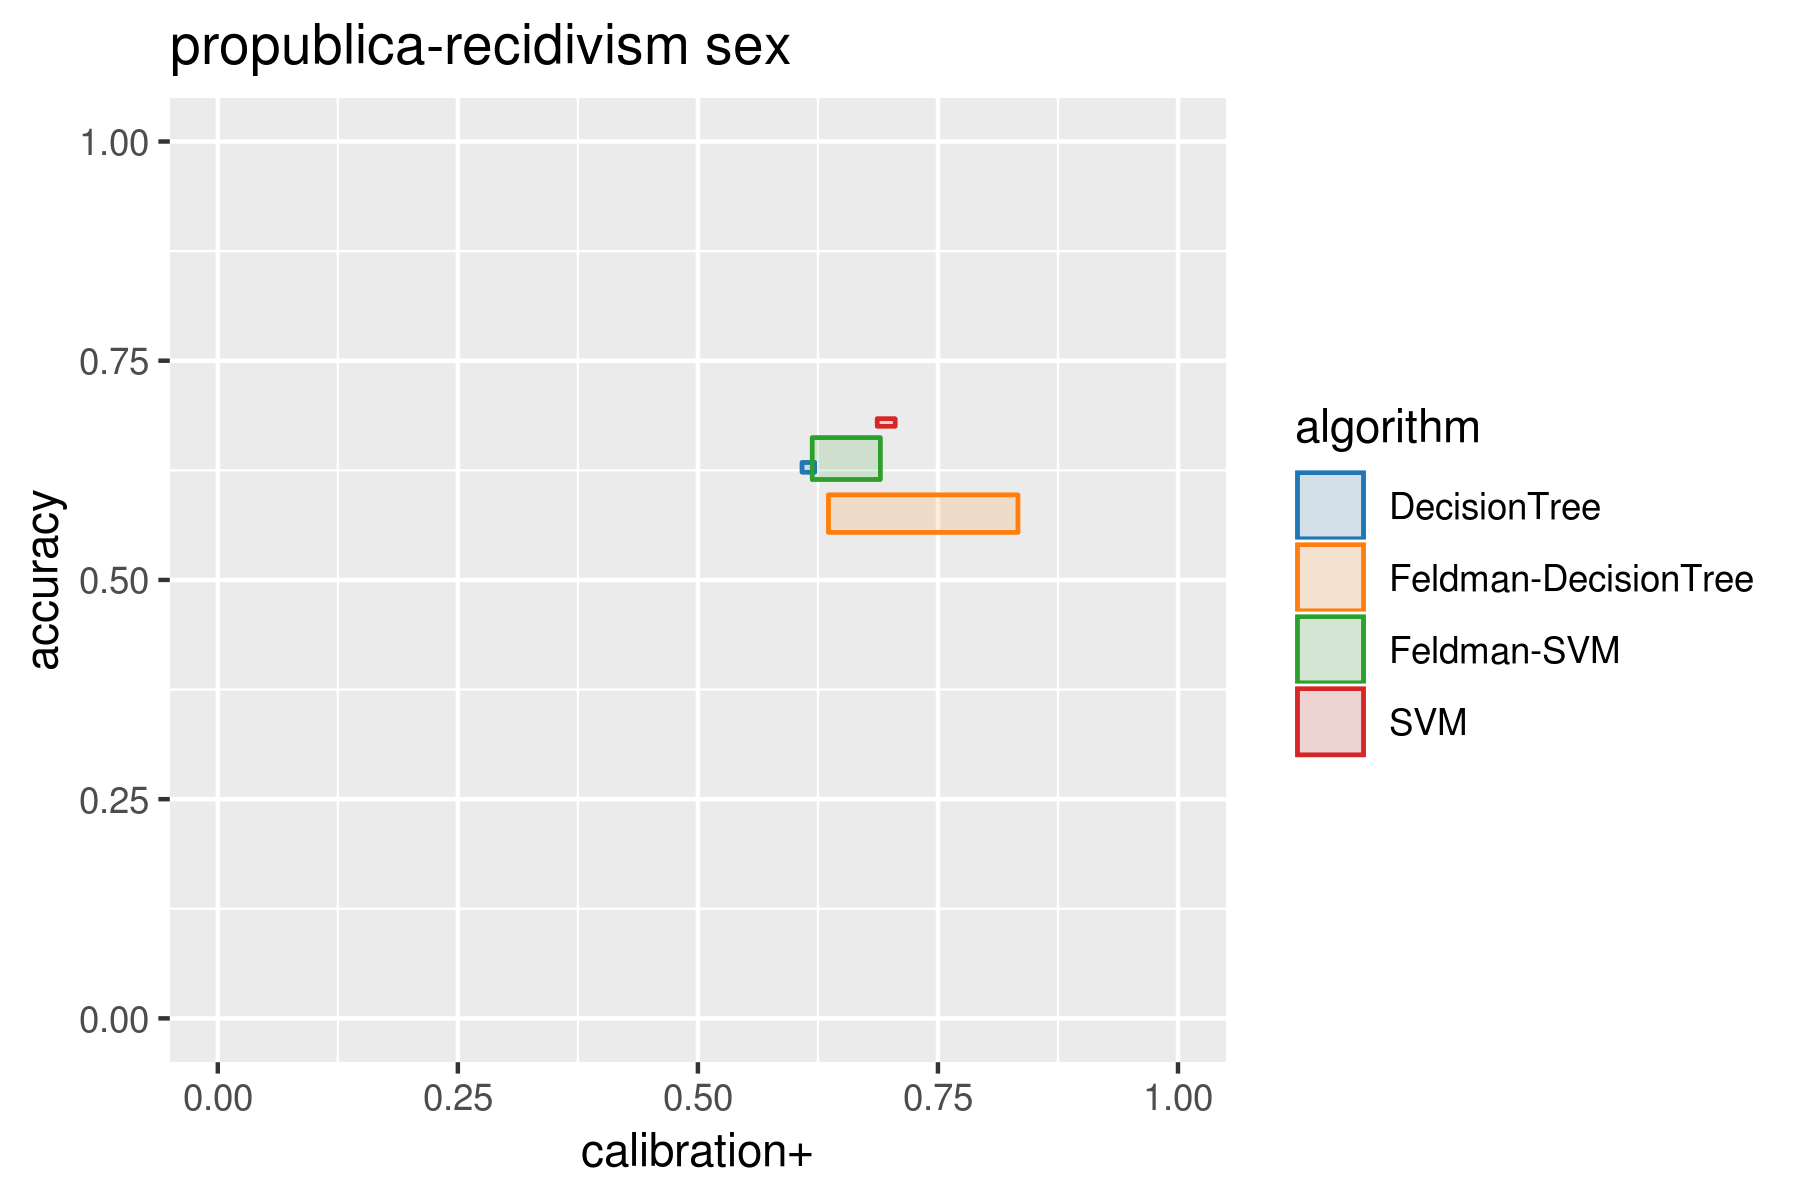 propublica-recidivism sex
accuracy
1.00
0.75
0.50
0.25
0.00
0.00 0.25 0.50 0.75 1.00
calibration+
algorithm
DecisionTree
Feldman-DecisionTree
Feldman-SVM
SVM